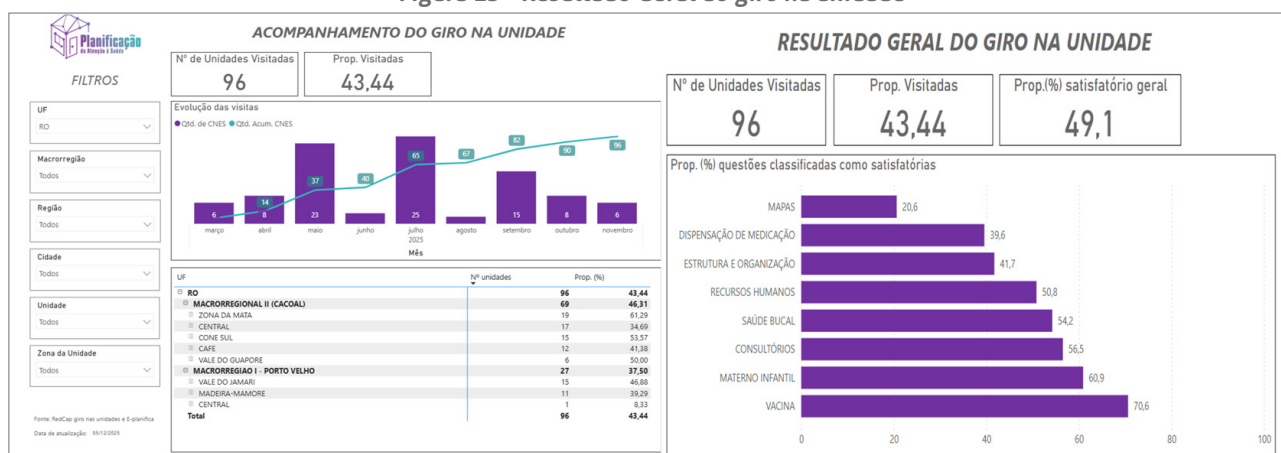 Planificação
da Atenção à Saúde
FILTROS
UF
RO
Macrorregião
Todos
Região
Todos
Cidade
Todos
Unidade
Todos
Zona da Unidade
Todos
Fonte: RedCap giro nas unidades e E-planifica
Data de atualização: 05/12/2025
ACOMPANHAMENTO DO GIRO NA UNIDADE
Nº de Unidades Visitadas
96
Prop. Visitadas
43,44
Evolução das visitas
Qtd. de CNES Qtd. Acum. CNES
14 37 40 65 67 82 90 96
6 8 23 25 15 8 6
março abril maio junho julho agosto setembro outubro novembro
2025
Mês
UF Nº unidades Prop. (%)
RO 96 43,44
MACRORREGIONAL II (CACOAL) 69 46,31
ZONA DA MATA 19 61,29
CENTRAL 17 34,69
CONE SUL 15 53,57
CAFE 12 41,38
VALE DO GUAPORE 6 50,00
MACRORREGIAO I - PORTO VELHO 27 37,50
VALE DO JAMARI 15 46,88
MADEIRA-MAMORE 11 39,29
CENTRAL 1 8,33
Total 96 43,44
RESULTADO GERAL DO GIRO NA UNIDADE
Nº de Unidades Visitadas
96
Prop. Visitadas
43,44
Prop.(%) satisfatório geral
49,1
Prop. (%) questões classificadas como satisfatórias
MAPAS 20,6
DISPENSAÇÃO DE MEDICAÇÃO 39,6
ESTRUTURA E ORGANIZAÇÃO 41,7
RECURSOS HUMANOS 50,8
SAÚDE BUCAL 54,2
CONSULTÓRIOS 56,5
MATERNO INFANTIL 60,9
VACINA 70,6
0 20 40 60 80 100